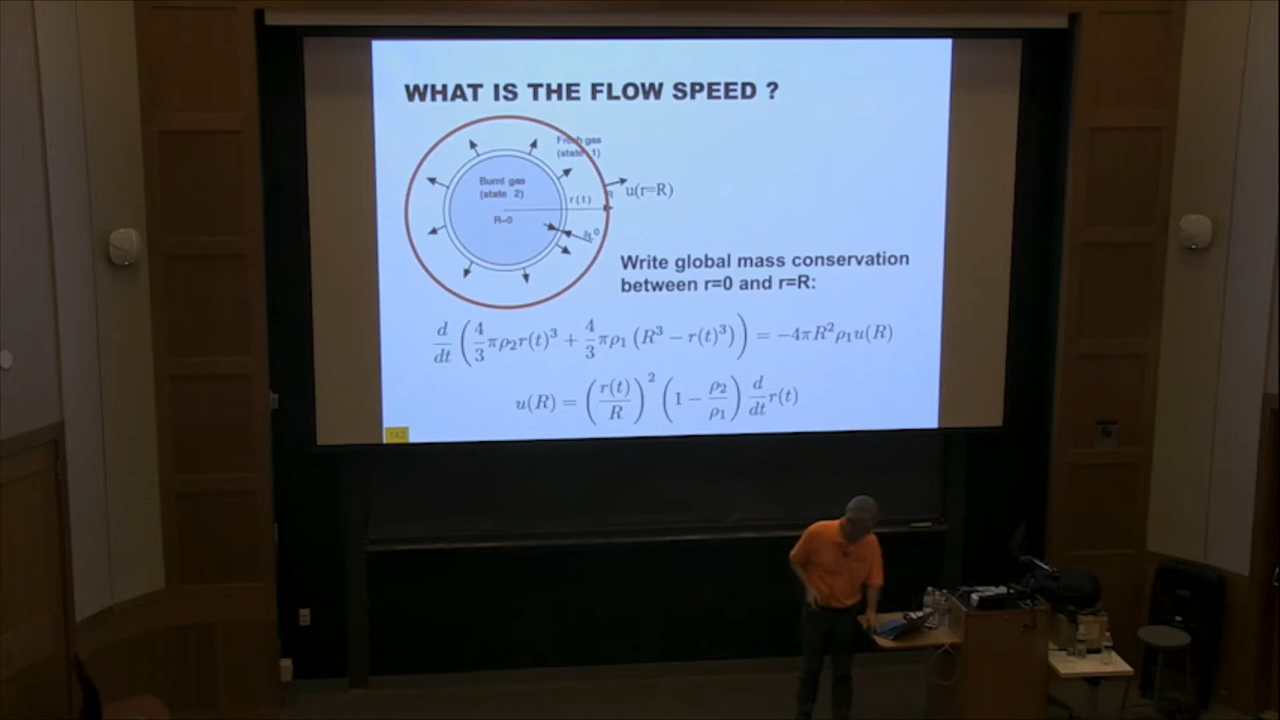 WHAT IS THE FLOW SPEED ?
Fresh gas
(state 1)
Burnt gas
(state 2)
u(r=R)
R
r(t)
R=0
Write global mass conservation
between r=0 and r=R:
d/dt (4/3 πρ₂r(t)³ + 4/3 πρ₁ (R³ − r(t)³)) = −4πR²ρ₁u(R)
u(R) = (r(t)/R)² (1 − ρ₂/ρ₁) d/dt r(t)
142